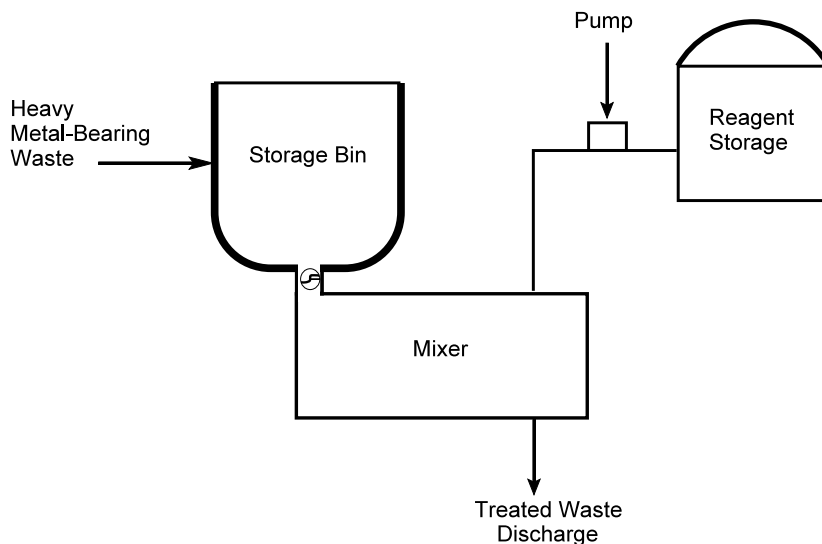 Pump
Heavy
Metal-Bearing
Waste
Storage Bin
Reagent
Storage
Mixer
Treated Waste
Discharge